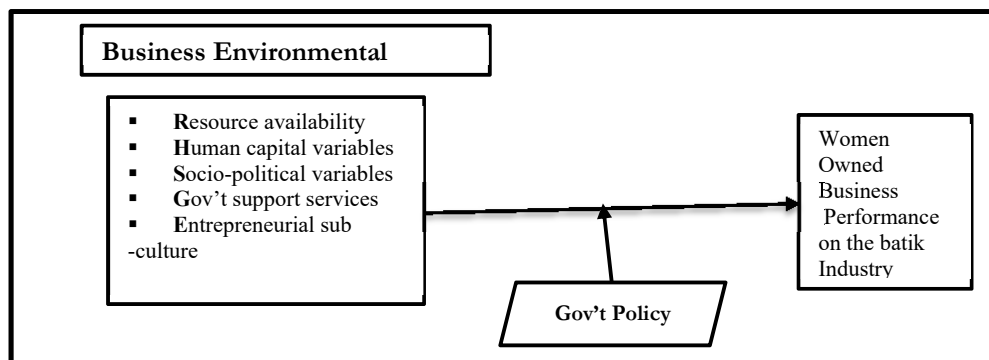 Business Environmental
▪ Resource availability
▪ Human capital variables
▪ Socio-political variables
▪ Gov’t support services
▪ Entrepreneurial sub
-culture
Women
Owned
Business
Performance
on the batik
Industry
Gov’t Policy